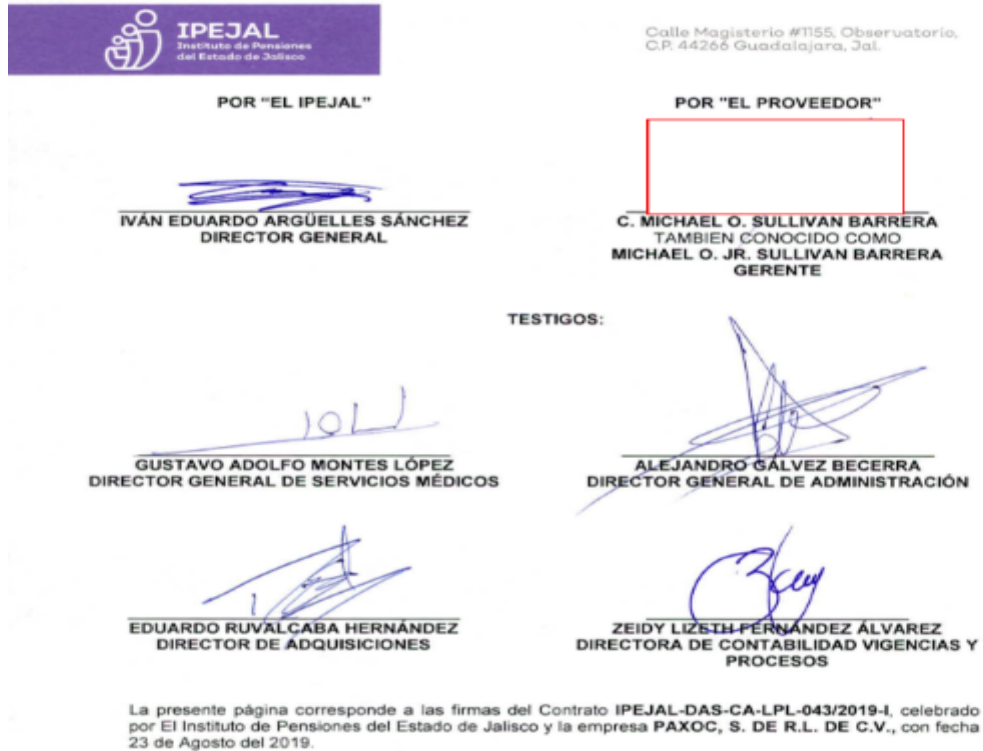 IPEJAL
Instituto de Pensiones
del Estado de Jalisco
Calle Magisterio #1155, Observatorio,
C.P. 44266 Guadalajara, Jal.
POR "EL IPEJAL"
IVÁN EDUARDO ARGÜELLES SÁNCHEZ
DIRECTOR GENERAL
POR "EL PROVEEDOR"
C. MICHAEL O. SULLIVAN BARRERA
TAMBIEN CONOCIDO COMO
MICHAEL O. JR. SULLIVAN BARRERA
GERENTE
TESTIGOS:
GUSTAVO ADOLFO MONTES LÓPEZ
DIRECTOR GENERAL DE SERVICIOS MÉDICOS
ALEJANDRO GÁLVEZ BECERRA
DIRECTOR GENERAL DE ADMINISTRACIÓN
EDUARDO RUVALCABA HERNÁNDEZ
DIRECTOR DE ADQUISICIONES
ZEIDY LIZETH FERNÁNDEZ ÁLVAREZ
DIRECTORA DE CONTABILIDAD VIGENCIAS Y
PROCESOS
La presente página corresponde a las firmas del Contrato IPEJAL-DAS-CA-LPL-043/2019-I, celebrado
por El Instituto de Pensiones del Estado de Jalisco y la empresa PAXOC, S. DE R.L. DE C.V., con fecha
23 de Agosto del 2019.